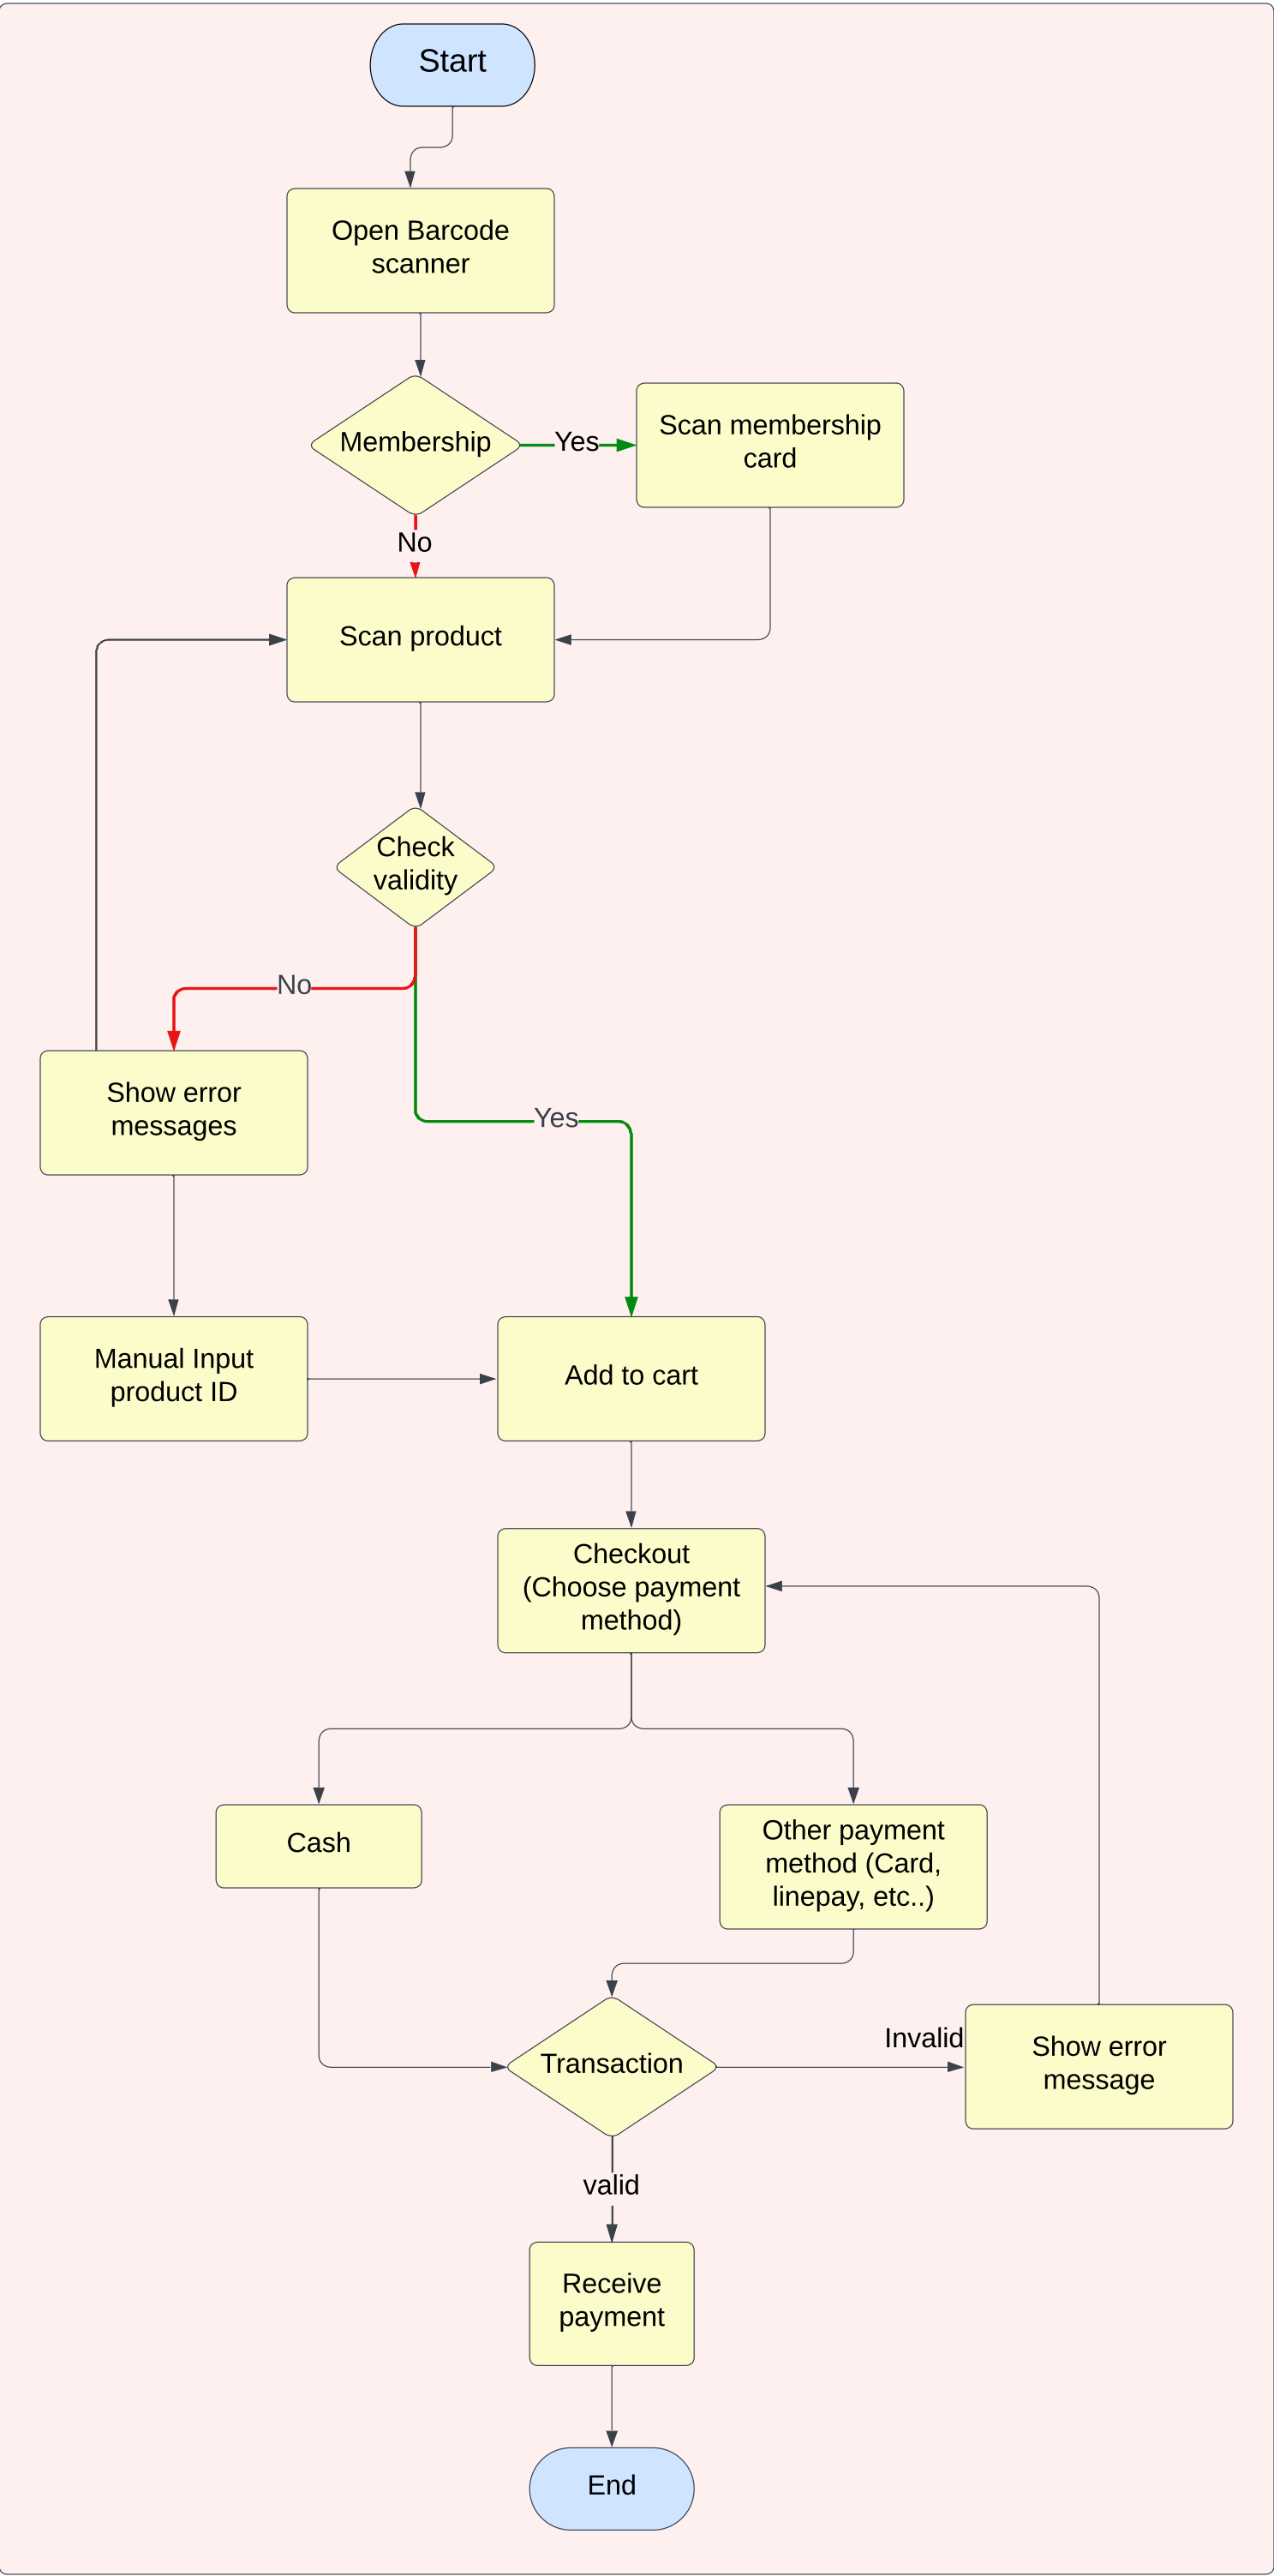 Start
Open Barcode
scanner
Membership
Yes
Scan membership
card
No
Scan product
Check
validity
No
Show error
messages
Yes
Manual Input
product ID
Add to cart
Checkout
(Choose payment
method)
Cash
Other payment
method (Card,
linepay, etc..)
Transaction
Invalid
Show error
message
valid
Receive
payment
End